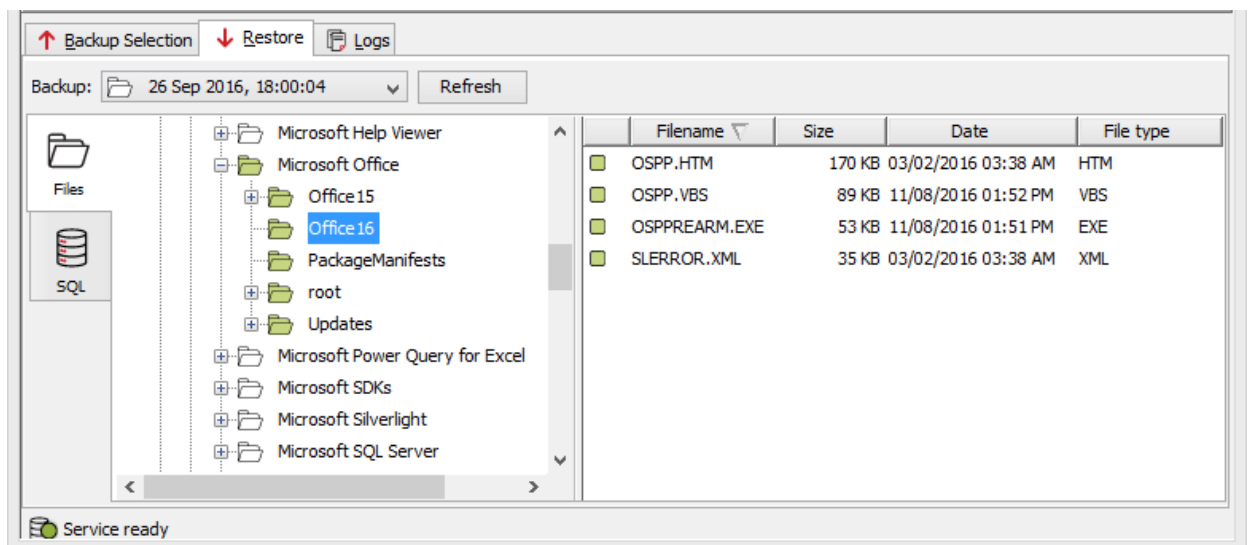 Backup Selection Restore Logs
Backup: 26 Sep 2016, 18:00:04 Refresh
Files
SQL
Microsoft Help Viewer
Microsoft Office
Office15
Office16
PackageManifests
root
Updates
Microsoft Power Query for Excel
Microsoft SDKs
Microsoft Silverlight
Microsoft SQL Server
Filename Size Date File type
OSPP.HTM 170 KB 03/02/2016 03:38 AM HTM
OSPP.VBS 89 KB 11/08/2016 01:52 PM VBS
OSPPREARM.EXE 53 KB 11/08/2016 01:51 PM EXE
SLERROR.XML 35 KB 03/02/2016 03:38 AM XML
Service ready